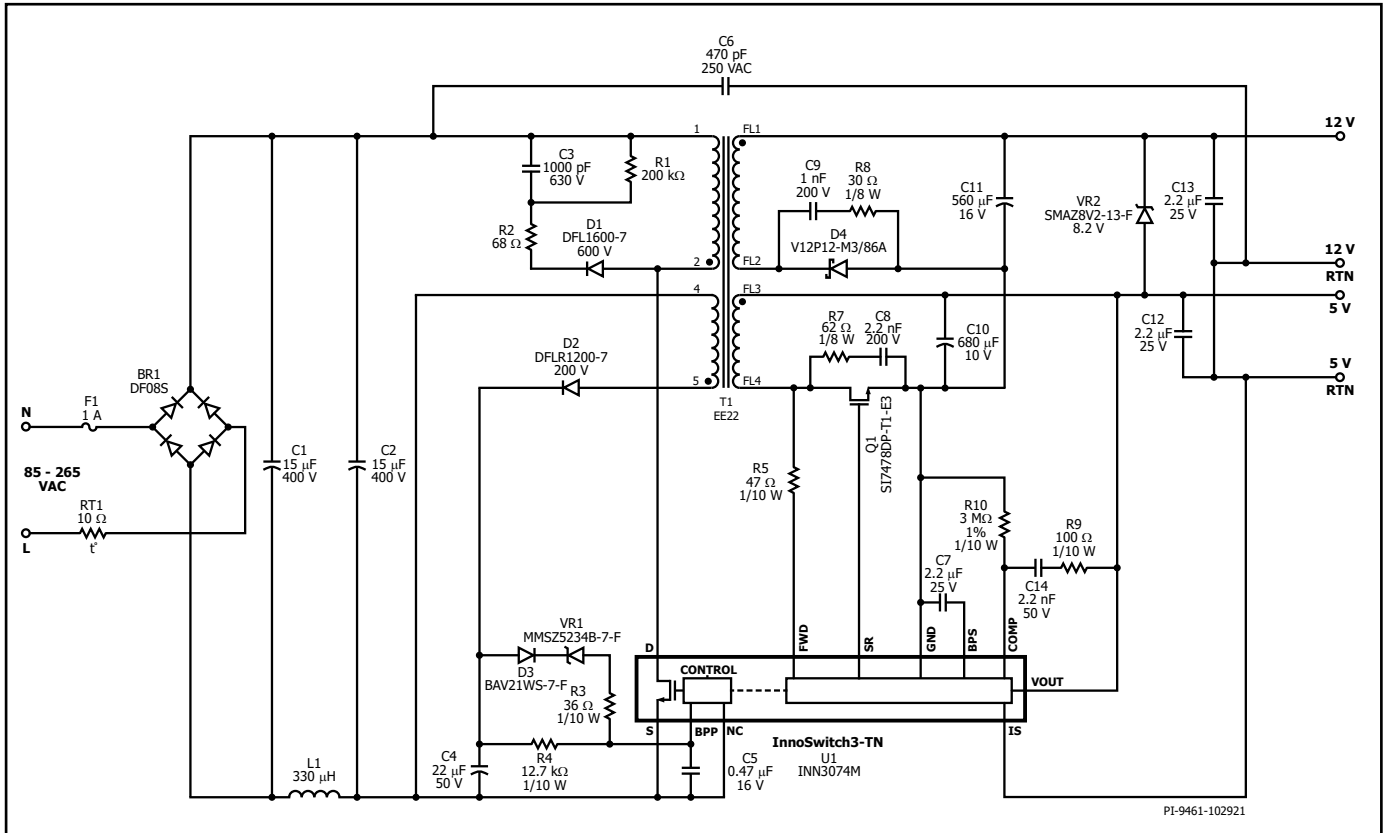 C6
470 pF
250 VAC
1
FL1
12 V
C3
1000 pF
630 V
R1
200 kΩ
C9
1 nF
200 V
R8
30 Ω
1/8 W
C11
560 μF
16 V
VR2
SMAZ8V2-13-F
8.2 V
C13
2.2 μF
25 V
R2
68 Ω
D1
DFL1600-7
600 V
D4
V12P12-M3/86A
2
FL2
12 V
RTN
4
FL3
5 V
R7
62 Ω
1/8 W
C8
2.2 nF
200 V
C10
680 μF
10 V
C12
2.2 μF
25 V
D2
DFLR1200-7
200 V
5
FL4
5 V
RTN
T1
EE22
BR1
DF08S
N
F1
1 A
Q1
SI7478DP-T1-E3
C1
15 μF
400 V
C2
15 μF
400 V
85 - 265
VAC
R5
47 Ω
1/10 W
RT1
10 Ω
L
t°
R10
3 MΩ
1%
1/10 W
R9
100 Ω
1/10 W
C7
2.2 μF
25 V
C14
2.2 nF
50 V
VR1
MMSZ5234B-7-F
D
FWD
SR
GND
BPS
COMP
D3
BAV21WS-7-F
CONTROL
VOUT
R3
36 Ω
1/10 W
S
BPP
NC
IS
InnoSwitch3-TN
U1
INN3074M
C4
22 μF
50 V
R4
12.7 kΩ
1/10 W
C5
0.47 μF
16 V
L1
330 μH
PI-9461-102921